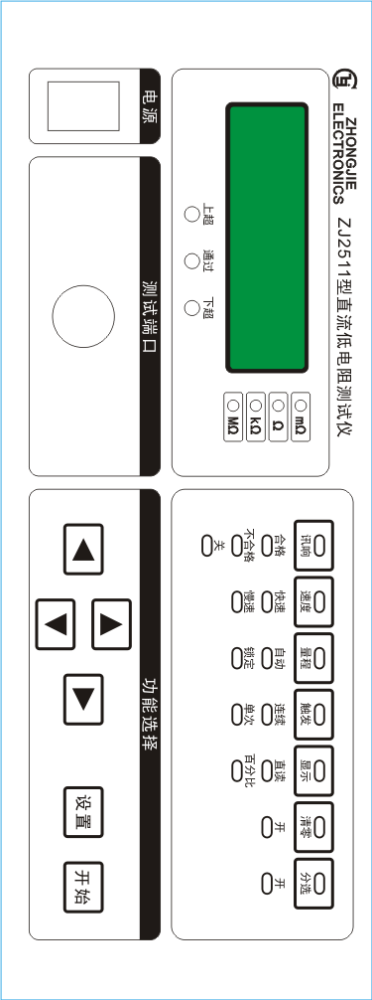 ZHONGJIE
ELECTRONICS
ZJ2511型直流低电阻测试仪
mΩ
Ω
kΩ
MΩ
上超
通过
下超
讯响
速度
量程
触发
显示
清零
分选
合格
快速
自动
连续
直读
开
开
不合格
慢速
锁定
单次
百分比
关
电源
测试端口
功能选择
设置
开始